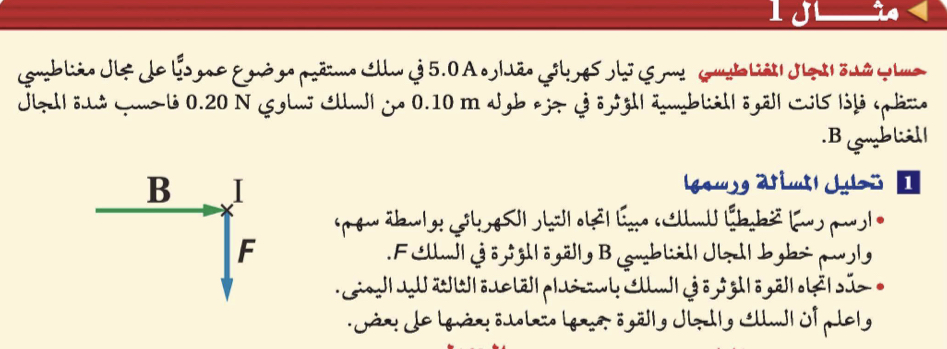 مثـــــال 1
حساب شدة المجال المغناطيسي يسري تيار كهربائي مقداره 5.0 A في سلك مستقيم موضوع عموديًّا على مجال مغناطيسي
منتظم، فإذا كانت القوة المغناطيسية المؤثرة في جزء طوله 0.10 m من السلك تساوي 0.20 N فاحسب شدة المجال
المغناطيسي B.
1 تحليل المسألة ورسمها
• ارسم رسمًا تخطيطيًّا للسلك، مبينًا اتجاه التيار الكهربائي بواسطة سهم،
وارسم خطوط المجال المغناطيسي B والقوة المؤثرة في السلك F.
• حدّد اتجاه القوة المؤثرة في السلك باستخدام القاعدة الثالثة لليد اليمنى.
واعلم أن السلك والمجال والقوة جميعها متعامدة بعضها على بعض.
B
I
F